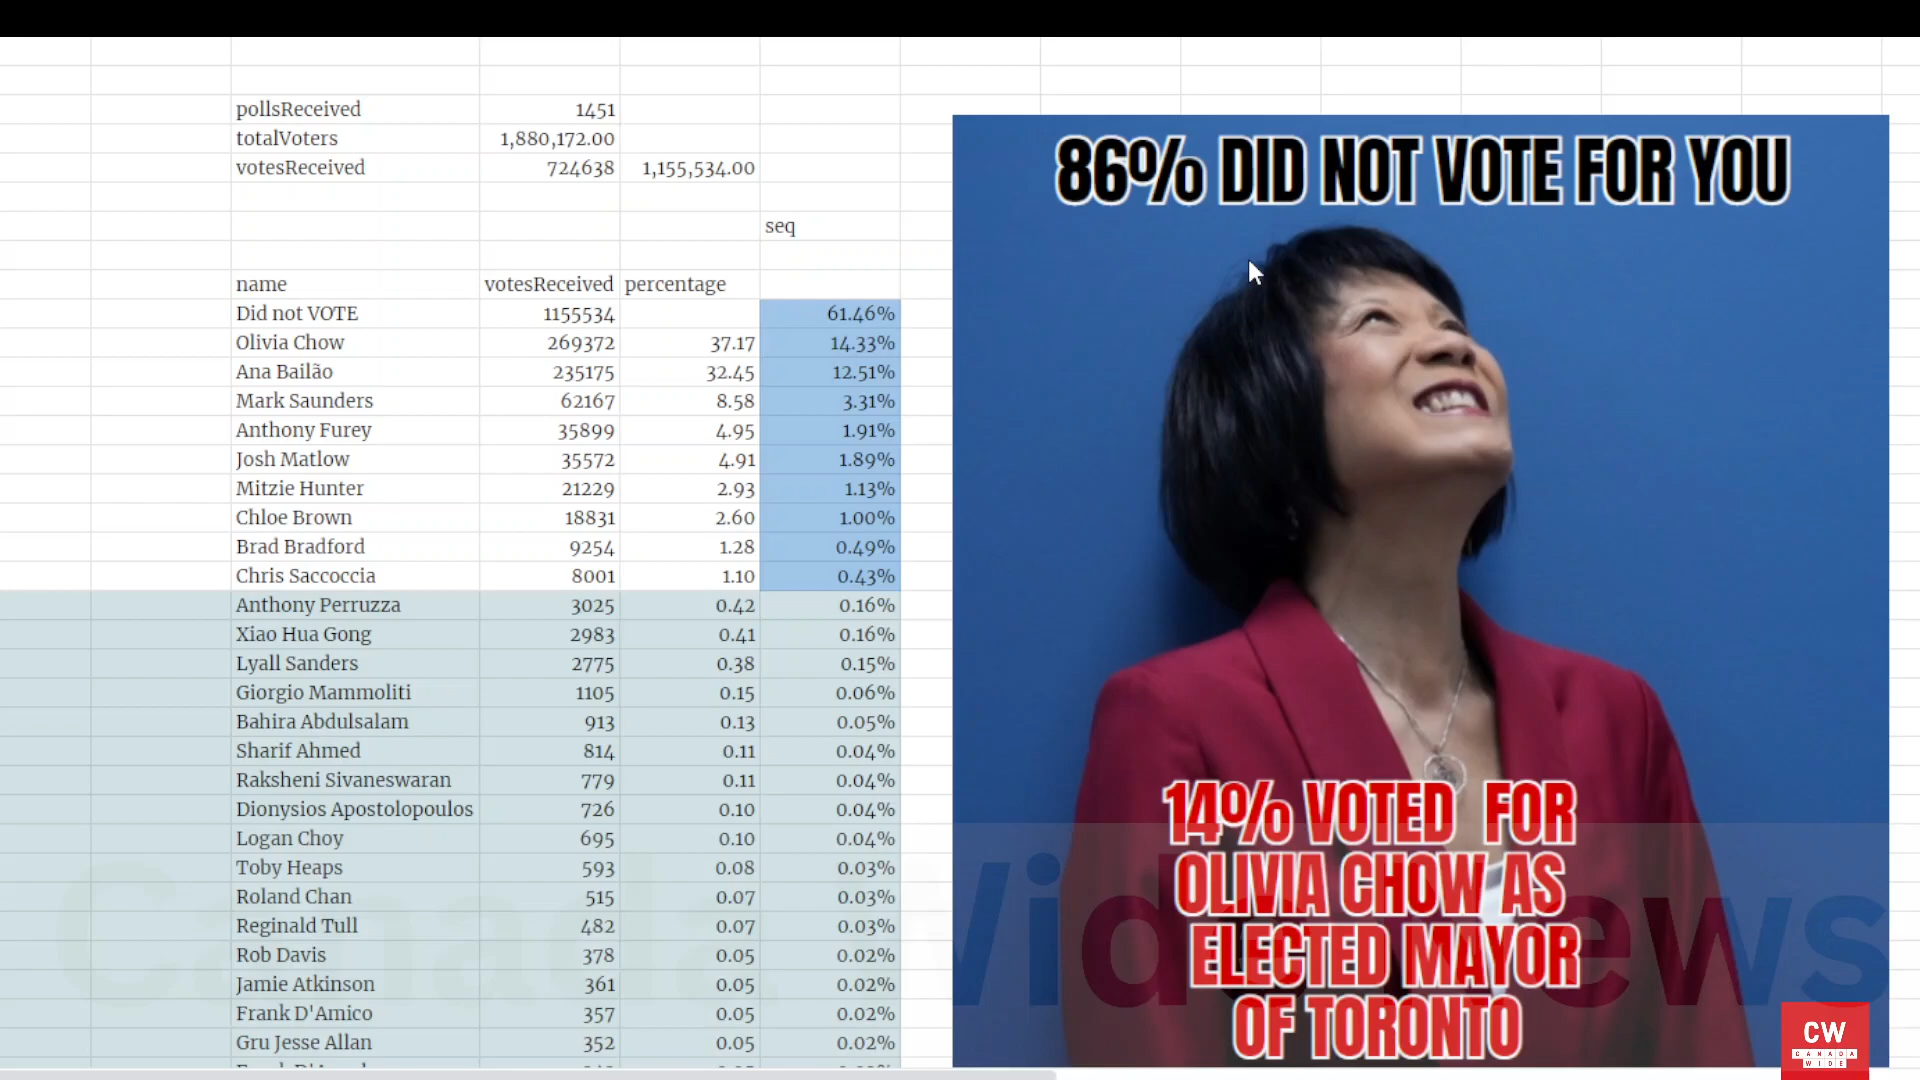 pollsReceived 1451
totalVoters 1,880,172.00
votesReceived 724638 1,155,534.00
seq
name votesReceived percentage
Did not VOTE 1155534 61.46%
Olivia Chow 269372 37.17 14.33%
Ana Bailão 235175 32.45 12.51%
Mark Saunders 62167 8.58 3.31%
Anthony Furey 35899 4.95 1.91%
Josh Matlow 35572 4.91 1.89%
Mitzie Hunter 21229 2.93 1.13%
Chloe Brown 18831 2.60 1.00%
Brad Bradford 9254 1.28 0.49%
Chris Saccoccia 8001 1.10 0.43%
Anthony Perruzza 3025 0.42 0.16%
Xiao Hua Gong 2983 0.41 0.16%
Lyall Sanders 2775 0.38 0.15%
Giorgio Mammoliti 1105 0.15 0.06%
Bahira Abdulsalam 913 0.13 0.05%
Sharif Ahmed 814 0.11 0.04%
Raksheni Sivaneswaran 779 0.11 0.04%
Dionysios Apostolopoulos 726 0.10 0.04%
Logan Choy 695 0.10 0.04%
Toby Heaps 593 0.08 0.03%
Roland Chan 515 0.07 0.03%
Reginald Tull 482 0.07 0.03%
Rob Davis 378 0.05 0.02%
Jamie Atkinson 361 0.05 0.02%
Frank D'Amico 357 0.05 0.02%
Gru Jesse Allan 352 0.05 0.02%
86% DID NOT VOTE FOR YOU
14% VOTED FOR
OLIVIA CHOW AS
ELECTED MAYOR
OF TORONTO
Canada Wide News
CW
CANADA
WIDE